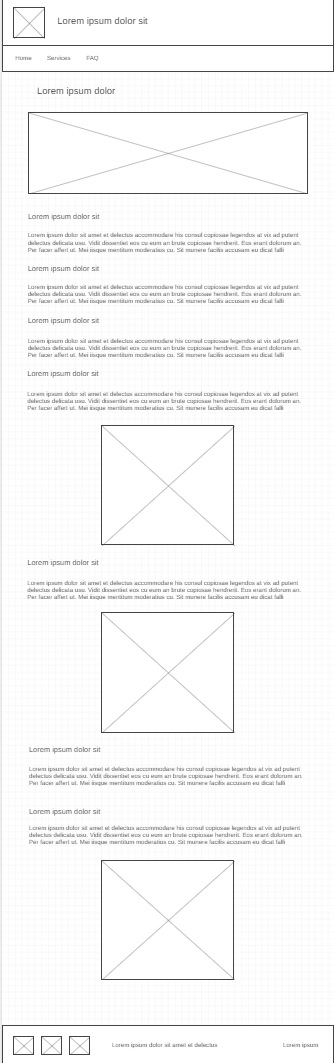 Lorem ipsum dolor sit
Home Services FAQ
Lorem ipsum dolor
Lorem ipsum dolor sit
Lorem ipsum dolor sit amet et delectus accommodare his consul copiosae legendos at vix ad putent
delectus delicata usu. Vidit dissentiet eos cu eum an brute copiosae hendrerit. Eos erant dolorum an.
Per facer affert ut. Mei iisque mentitum moderatius cu. Sit munere facilis accusam eu dicat falli
Lorem ipsum dolor sit
Lorem ipsum dolor sit amet et delectus accommodare his consul copiosae legendos at vix ad putent
delectus delicata usu. Vidit dissentiet eos cu eum an brute copiosae hendrerit. Eos erant dolorum an.
Per facer affert ut. Mei iisque mentitum moderatius cu. Sit munere facilis accusam eu dicat falli
Lorem ipsum dolor sit
Lorem ipsum dolor sit amet et delectus accommodare his consul copiosae legendos at vix ad putent
delectus delicata usu. Vidit dissentiet eos cu eum an brute copiosae hendrerit. Eos erant dolorum an.
Per facer affert ut. Mei iisque mentitum moderatius cu. Sit munere facilis accusam eu dicat falli
Lorem ipsum dolor sit
Lorem ipsum dolor sit amet et delectus accommodare his consul copiosae legendos at vix ad putent
delectus delicata usu. Vidit dissentiet eos cu eum an brute copiosae hendrerit. Eos erant dolorum an.
Per facer affert ut. Mei iisque mentitum moderatius cu. Sit munere facilis accusam eu dicat falli
Lorem ipsum dolor sit
Lorem ipsum dolor sit amet et delectus accommodare his consul copiosae legendos at vix ad putent
delectus delicata usu. Vidit dissentiet eos cu eum an brute copiosae hendrerit. Eos erant dolorum an.
Per facer affert ut. Mei iisque mentitum moderatius cu. Sit munere facilis accusam eu dicat falli
Lorem ipsum dolor sit
Lorem ipsum dolor sit amet et delectus accommodare his consul copiosae legendos at vix ad putent
delectus delicata usu. Vidit dissentiet eos cu eum an brute copiosae hendrerit. Eos erant dolorum an.
Per facer affert ut. Mei iisque mentitum moderatius cu. Sit munere facilis accusam eu dicat falli
Lorem ipsum dolor sit
Lorem ipsum dolor sit amet et delectus accommodare his consul copiosae legendos at vix ad putent
delectus delicata usu. Vidit dissentiet eos cu eum an brute copiosae hendrerit. Eos erant dolorum an.
Per facer affert ut. Mei iisque mentitum moderatius cu. Sit munere facilis accusam eu dicat falli
Lorem ipsum dolor sit amet et delectus Lorem ipsum